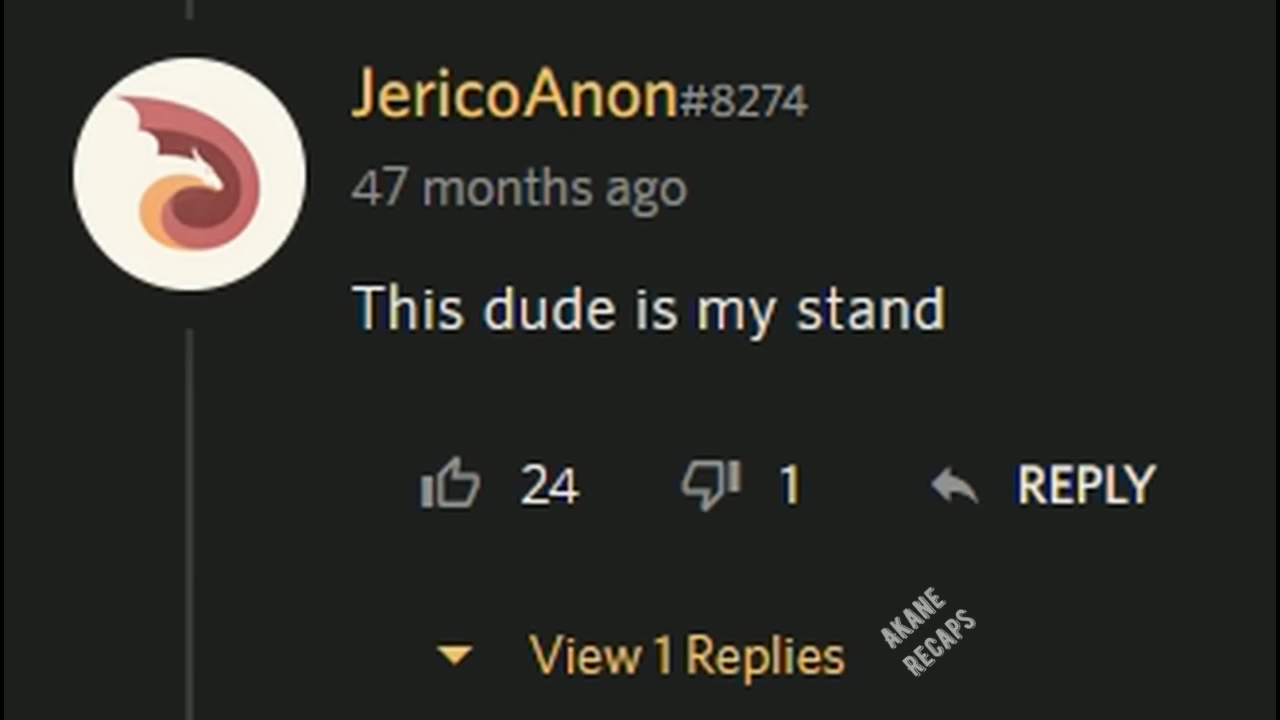 JericoAnon#8274
47 months ago
This dude is my stand
24 1 REPLY
View 1 Replies
AKANE
RECAPS